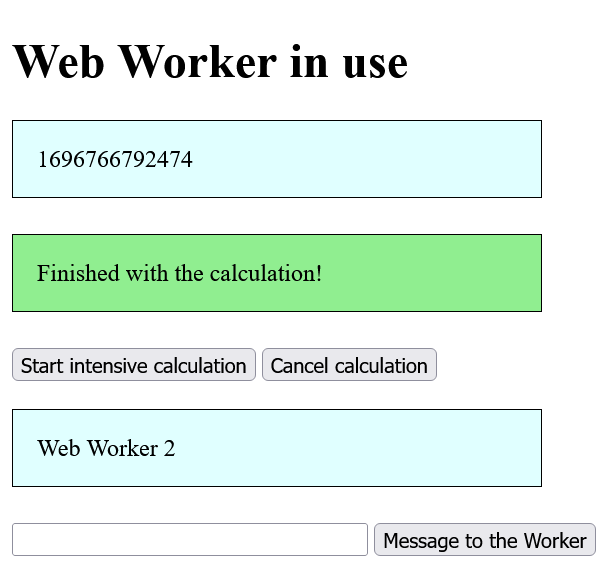 Web Worker in use
1696766792474
Finished with the calculation!
Start intensive calculation Cancel calculation
Web Worker 2
Message to the Worker